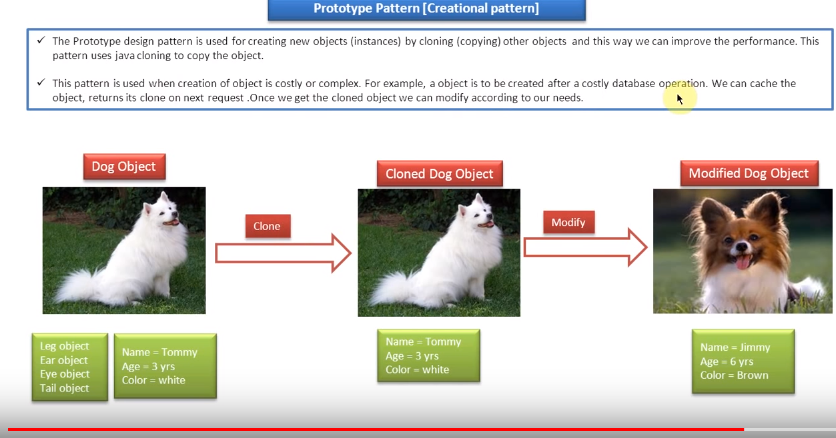 Prototype Pattern [Creational pattern]
✓ The Prototype design pattern is used for creating new objects (instances) by cloning (copying) other objects and this way we can improve the performance. This
pattern uses java cloning to copy the object.
✓ This pattern is used when creation of object is costly or complex. For example, a object is to be created after a costly database operation. We can cache the
object, returns its clone on next request .Once we get the cloned object we can modify according to our needs.
Dog Object
Cloned Dog Object
Modified Dog Object
Clone
Modify
Leg object
Ear object
Eye object
Tail object
Name = Tommy
Age = 3 yrs
Color = white
Name = Tommy
Age = 3 yrs
Color = white
Name = Jimmy
Age = 6 yrs
Color = Brown